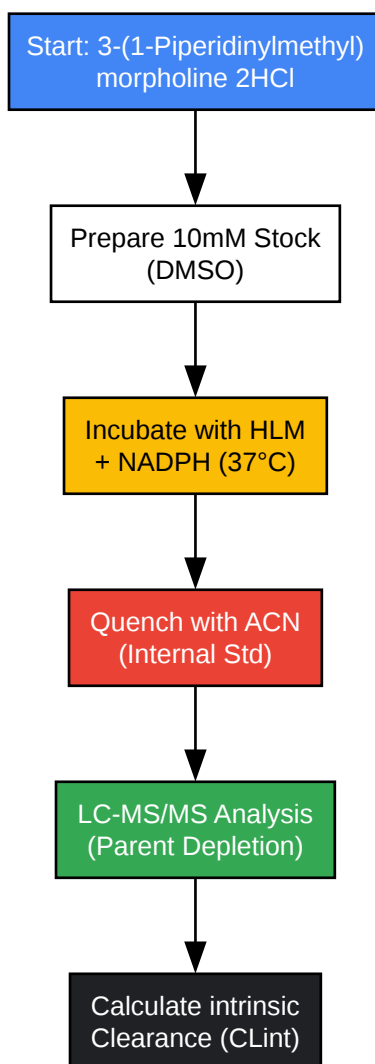 Start: 3-(1-Piperidinylmethyl)
morpholine 2HCl
Prepare 10mM Stock
(DMSO)
Incubate with HLM
+ NADPH (37°C)
Quench with ACN
(Internal Std)
LC-MS/MS Analysis
(Parent Depletion)
Calculate intrinsic
Clearance (CLint)